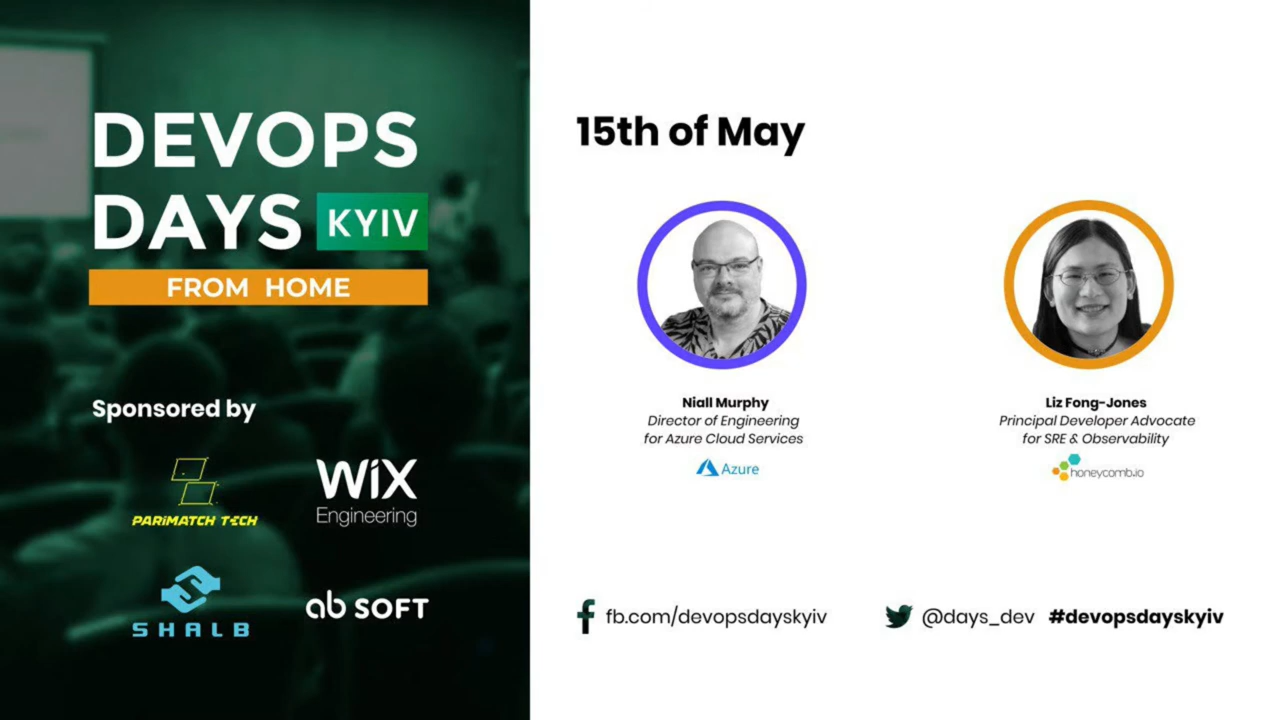 DEVOPS
DAYS KYIV
FROM HOME
Sponsored by
PARIMATCH TECH
WiX
Engineering
SHALB
ab SOFT
15th of May
Niall Murphy
Director of Engineering
for Azure Cloud Services
Azure
Liz Fong-Jones
Principal Developer Advocate
for SRE & Observability
honeycomb.io
fb.com/devopsdayskyiv
@days_dev #devopsdayskyiv